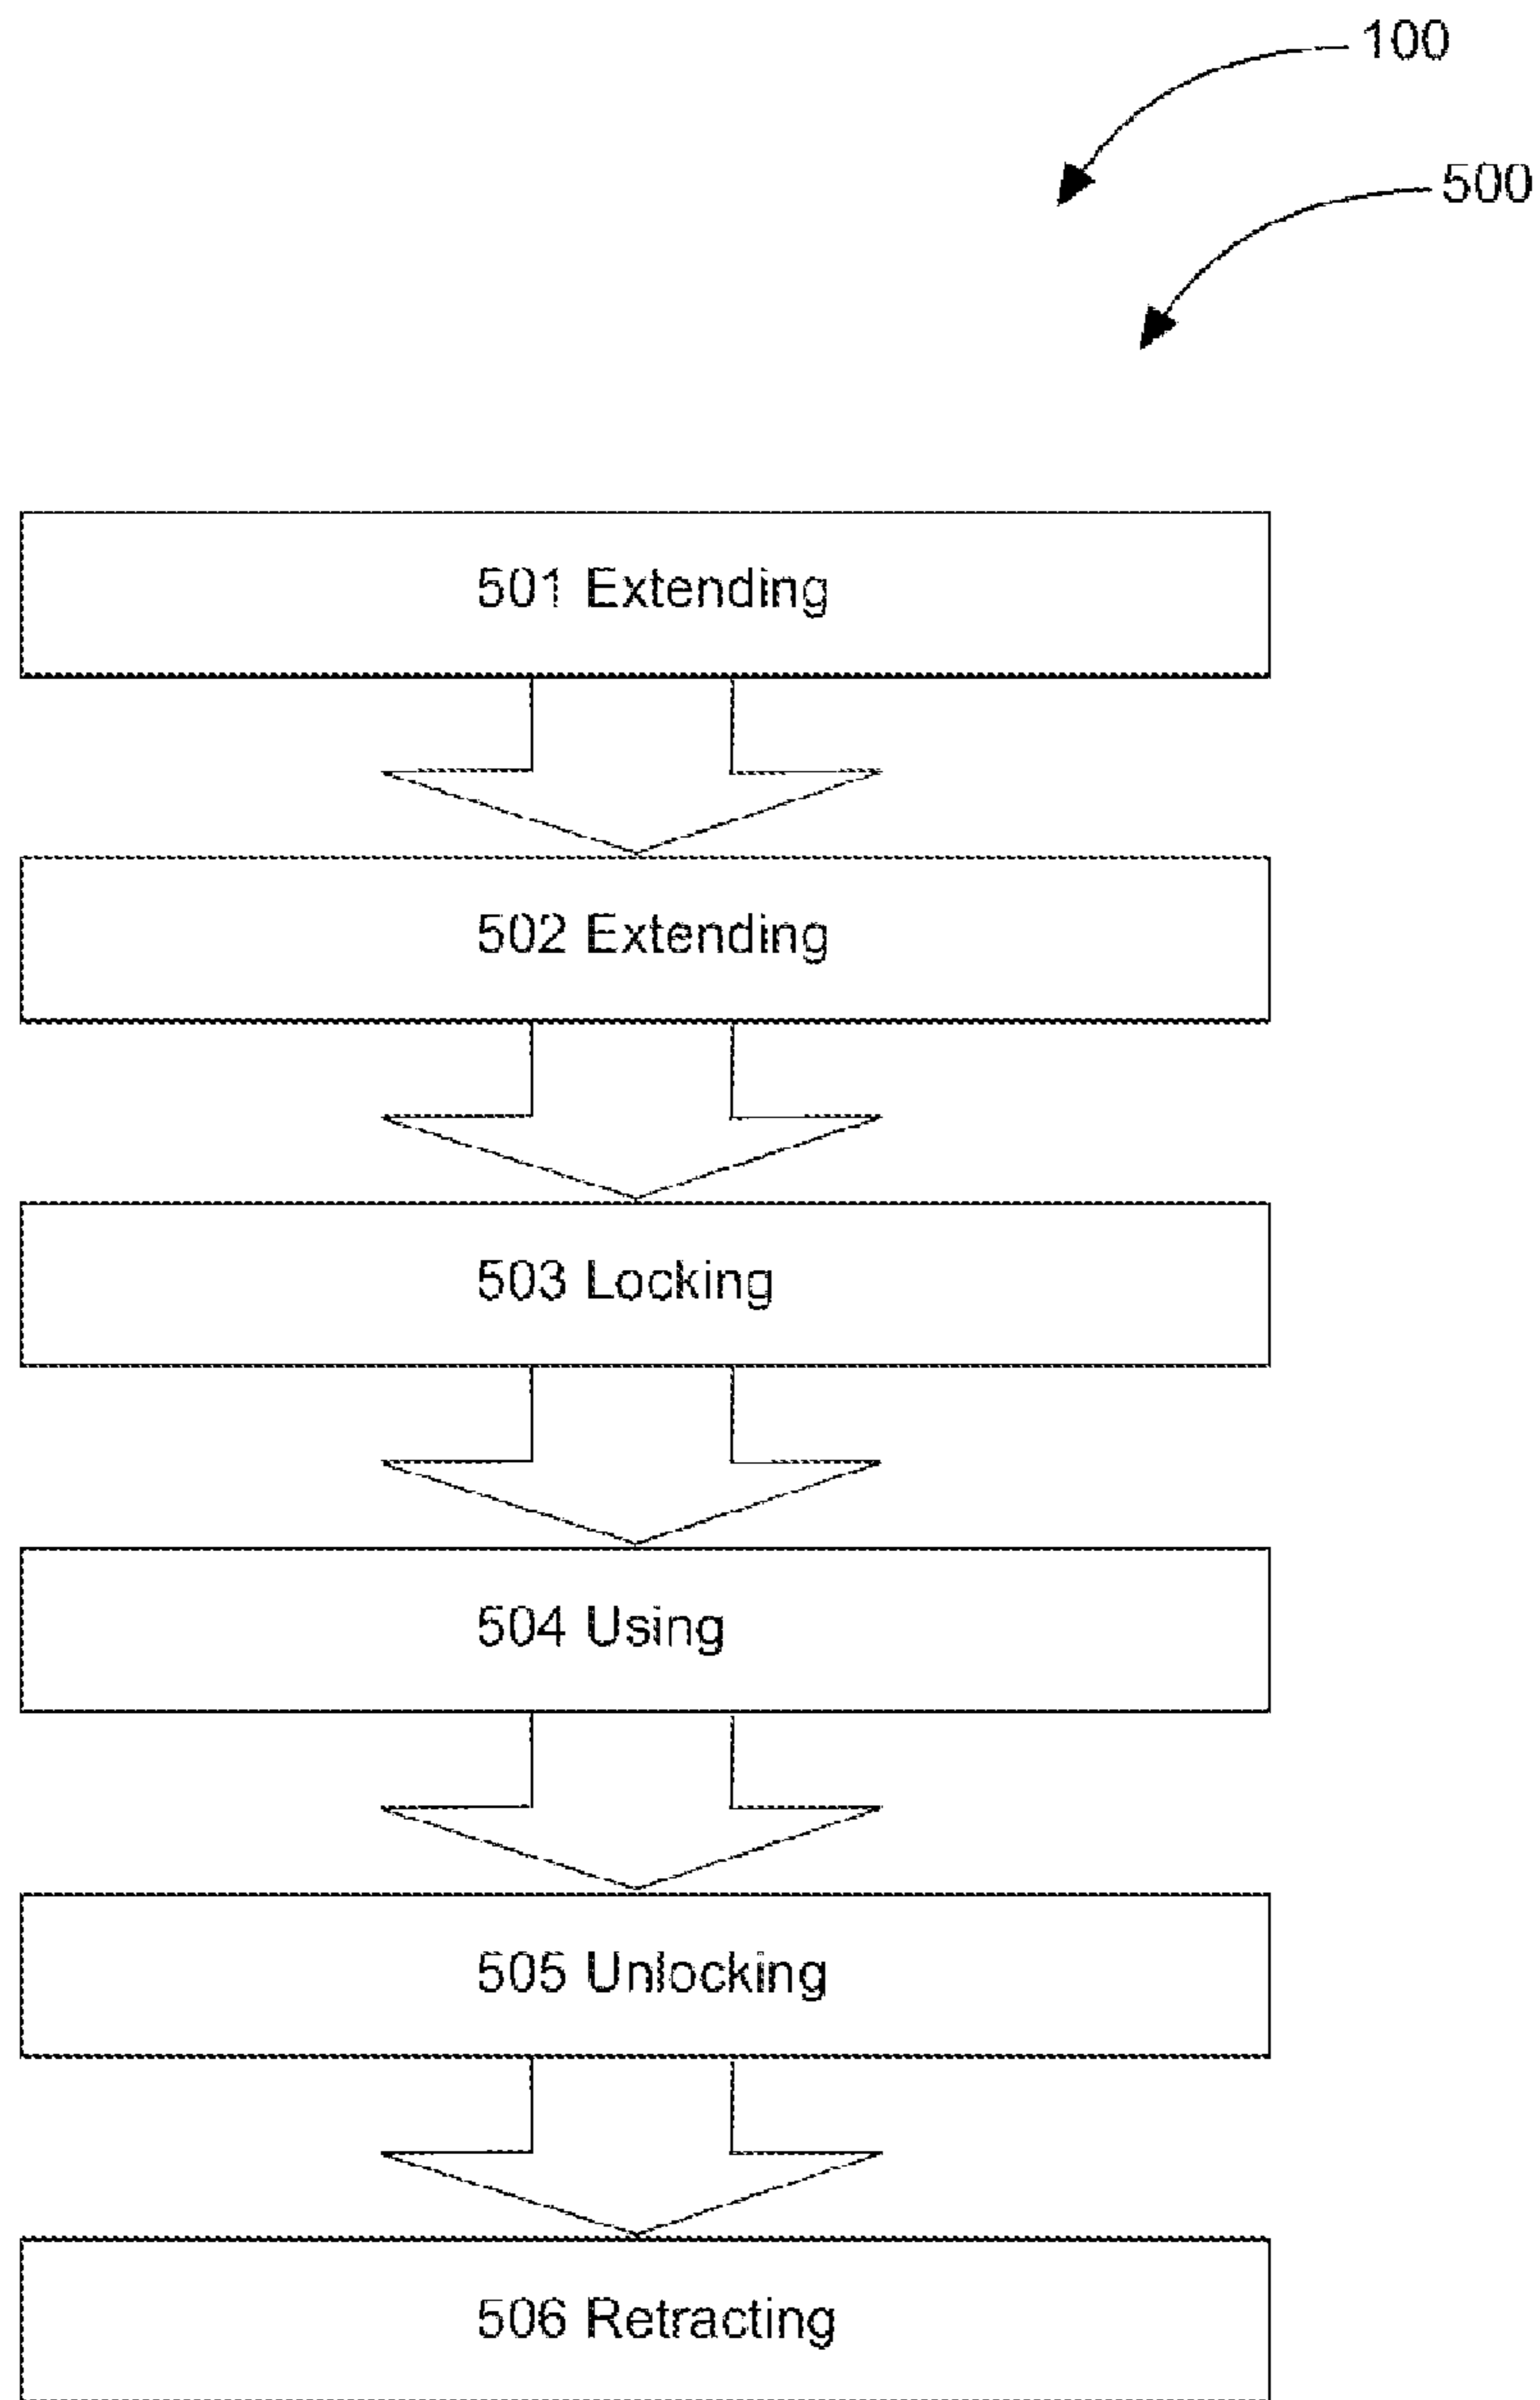 100
500
501 Extending
502 Extending
503 Locking
504 Using
505 Unlocking
506 Retracting